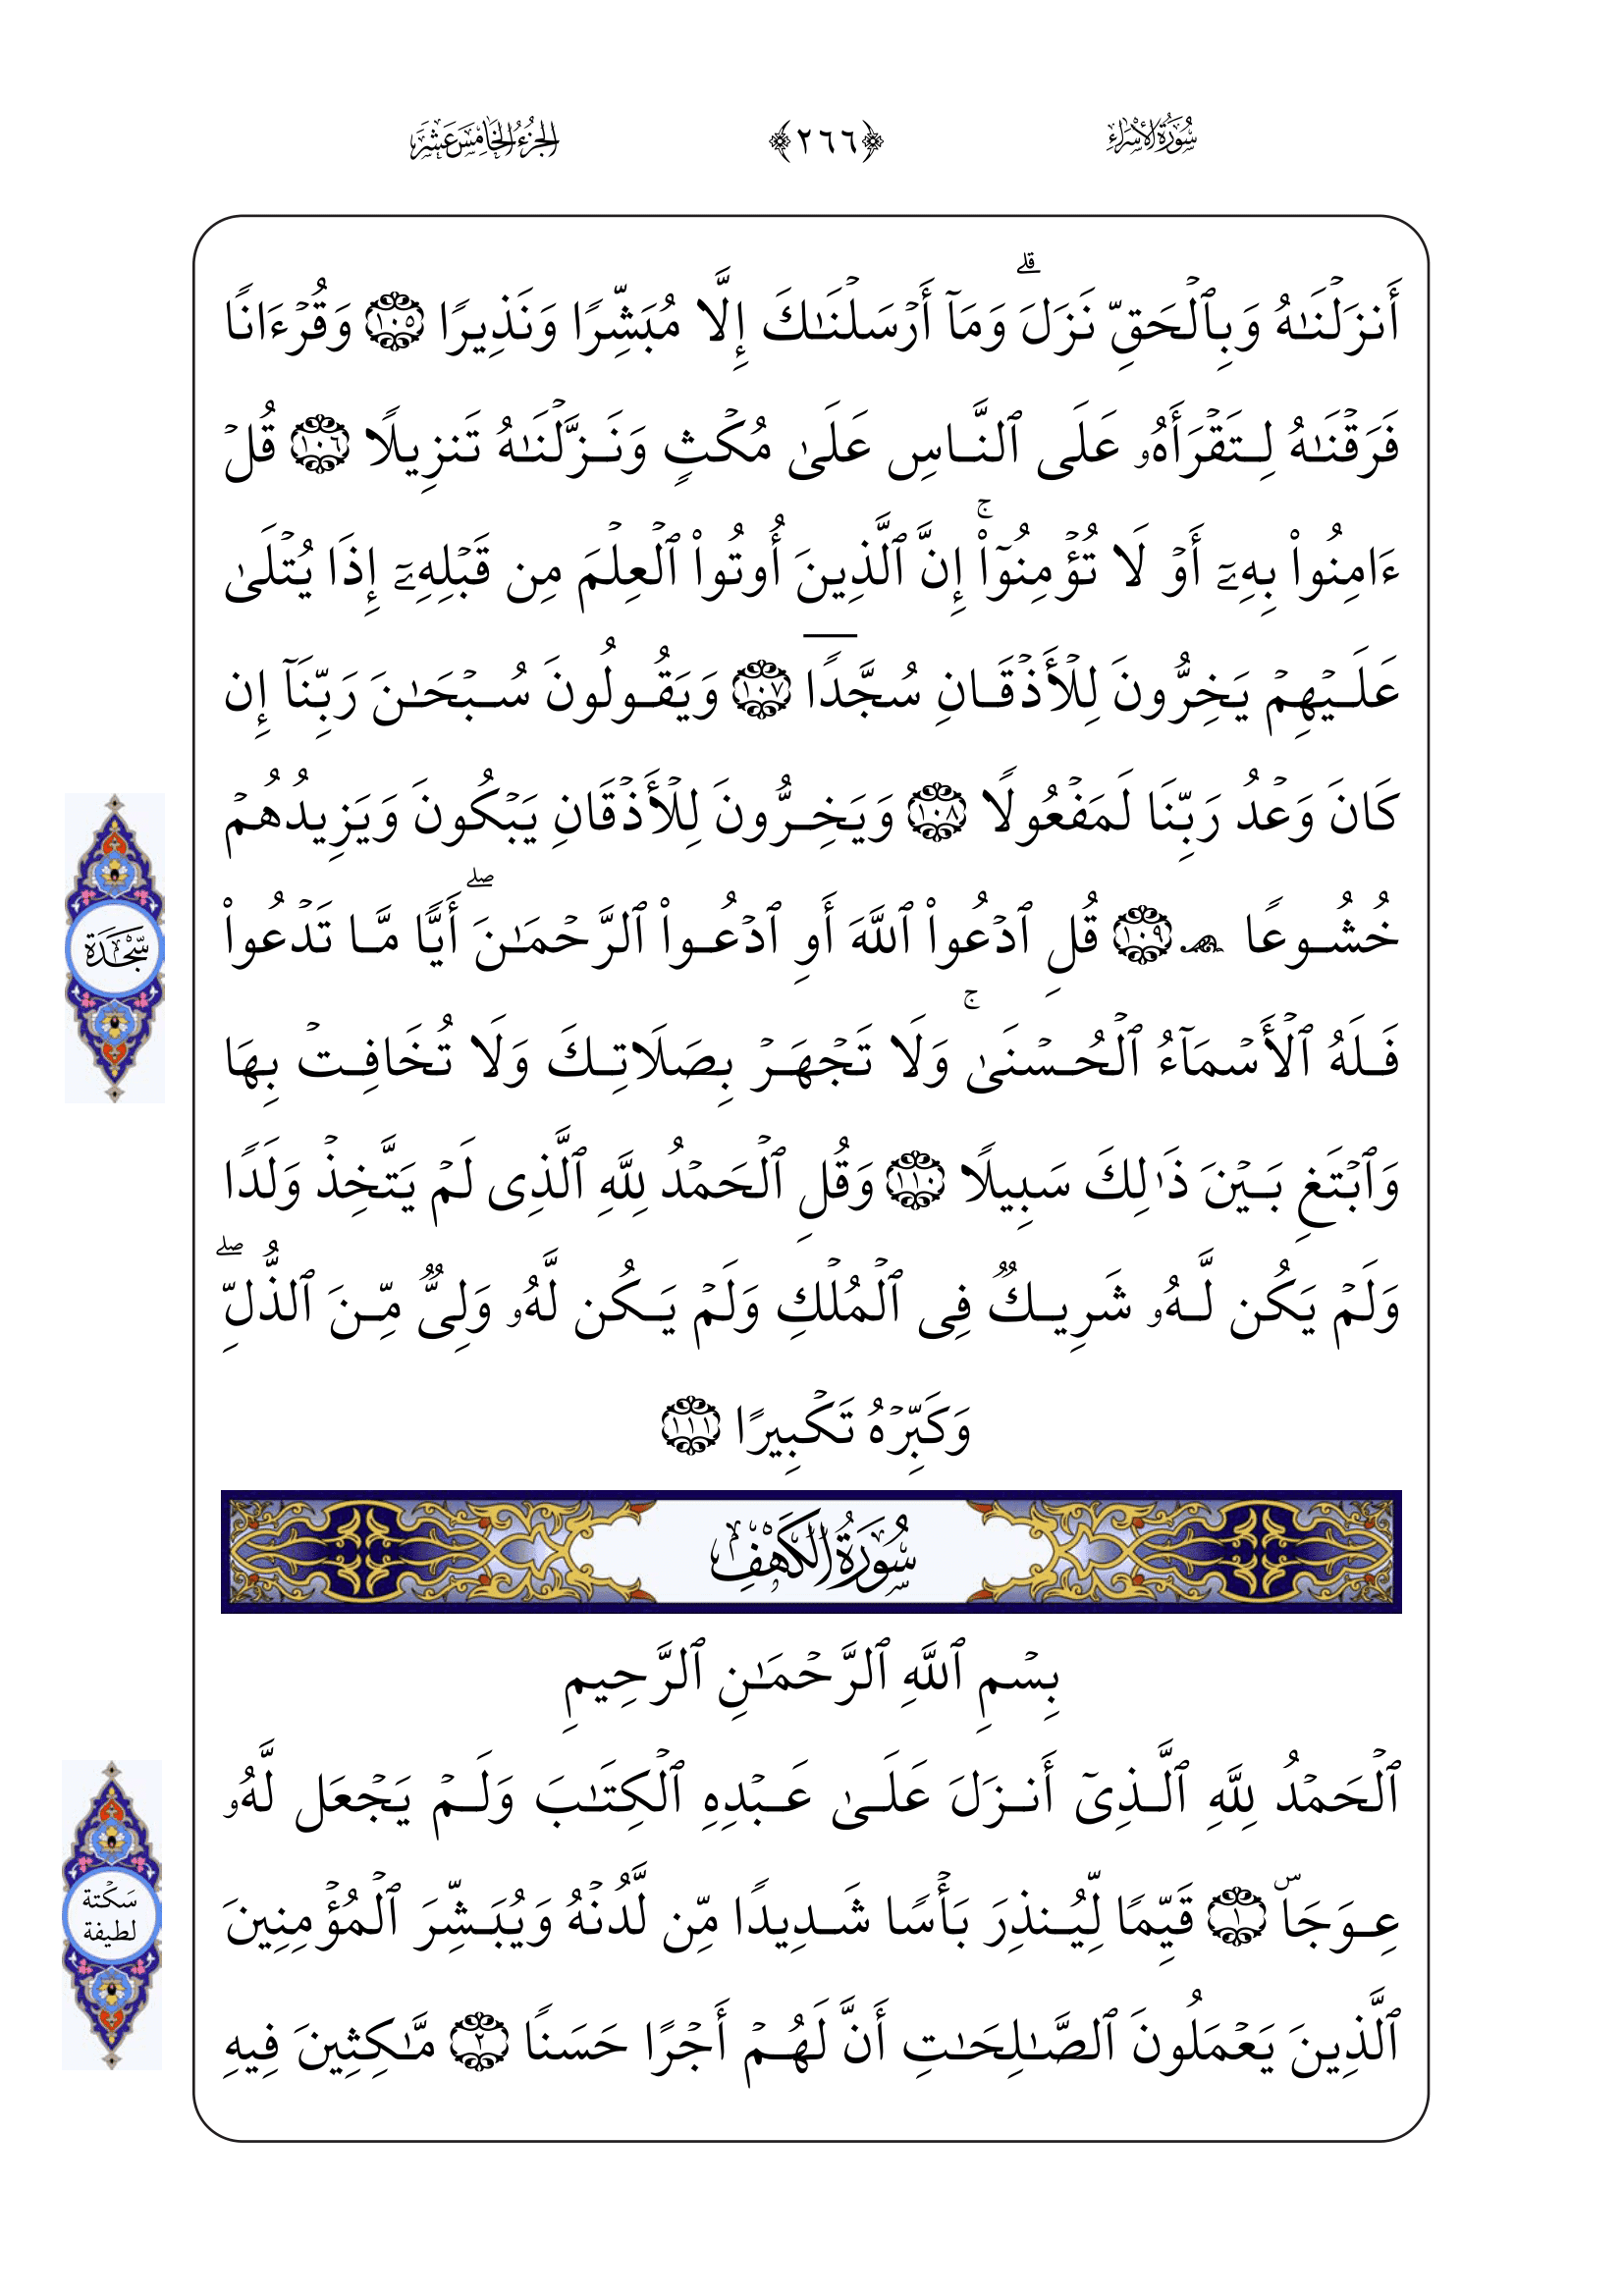 سُورَةُ الإِسْرَاء
﴿٢٦٦﴾
الجُزْءُ الخَامِسَ عَشَرَ
أَنزَلْنَـٰهُ وَبِٱلْحَقِّ نَزَلَ ۗ وَمَآ أَرْسَلْنَـٰكَ إِلَّا مُبَشِّرًا وَنَذِيرًا ١٠٥ وَقُرْءَانًا
فَرَقْنَـٰهُ لِتَقْرَأَهُۥ عَلَى ٱلنَّاسِ عَلَىٰ مُكْثٍ وَنَزَّلْنَـٰهُ تَنزِيلًا ١٠٦ قُلْ
ءَامِنُوا۟ بِهِۦٓ أَوْ لَا تُؤْمِنُوٓا۟ ۚ إِنَّ ٱلَّذِينَ أُوتُوا۟ ٱلْعِلْمَ مِن قَبْلِهِۦٓ إِذَا يُتْلَىٰ
عَلَيْهِمْ يَخِرُّونَ لِلْأَذْقَانِ سُجَّدًا ١٠٧ وَيَقُولُونَ سُبْحَـٰنَ رَبِّنَآ إِن
كَانَ وَعْدُ رَبِّنَا لَمَفْعُولًا ١٠٨ وَيَخِرُّونَ لِلْأَذْقَانِ يَبْكُونَ وَيَزِيدُهُمْ
خُشُوعًا ۩ ١٠٩ قُلِ ٱدْعُوا۟ ٱللَّهَ أَوِ ٱدْعُوا۟ ٱلرَّحْمَـٰنَ ۖ أَيًّا مَّا تَدْعُوا۟
سَّجْدَة
فَلَهُ ٱلْأَسْمَآءُ ٱلْحُسْنَىٰ ۚ وَلَا تَجْهَرْ بِصَلَاتِكَ وَلَا تُخَافِتْ بِهَا
وَٱبْتَغِ بَيْنَ ذَٰلِكَ سَبِيلًا ١١٠ وَقُلِ ٱلْحَمْدُ لِلَّهِ ٱلَّذِى لَمْ يَتَّخِذْ وَلَدًا
وَلَمْ يَكُن لَّهُۥ شَرِيكٌ فِى ٱلْمُلْكِ وَلَمْ يَكُن لَّهُۥ وَلِىٌّ مِّنَ ٱلذُّلِّ ۖ
وَكَبِّرْهُ تَكْبِيرًا ١١١
سُورَةُ الكَهْفِ
بِسْمِ ٱللَّهِ ٱلرَّحْمَـٰنِ ٱلرَّحِيمِ
ٱلْحَمْدُ لِلَّهِ ٱلَّذِىٓ أَنزَلَ عَلَىٰ عَبْدِهِ ٱلْكِتَـٰبَ وَلَمْ يَجْعَل لَّهُۥ
عِوَجَاۜ ١ قَيِّمًا لِّيُنذِرَ بَأْسًا شَدِيدًا مِّن لَّدُنْهُ وَيُبَشِّرَ ٱلْمُؤْمِنِينَ
سَكْتة
لطيفة
ٱلَّذِينَ يَعْمَلُونَ ٱلصَّـٰلِحَـٰتِ أَنَّ لَهُمْ أَجْرًا حَسَنًا ٢ مَّـٰكِثِينَ فِيهِ